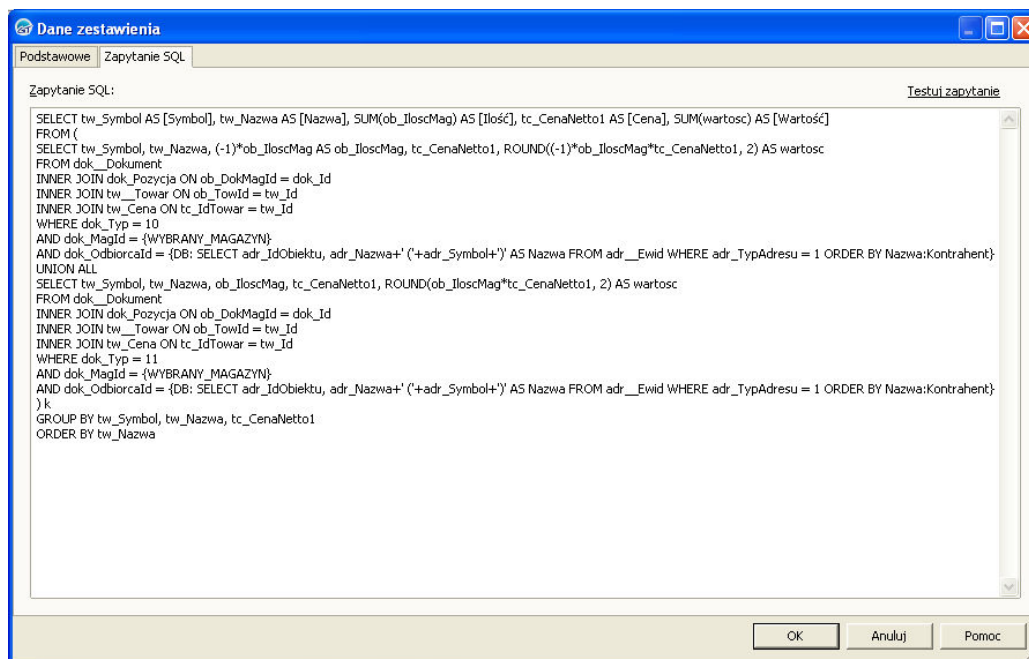 Dane zestawienia
Podstawowe Zapytanie SQL
Zapytanie SQL: Testuj zapytanie
SELECT tw_Symbol AS [Symbol], tw_Nazwa AS [Nazwa], SUM(ob_IloscMag) AS [Ilość], tc_CenaNetto1 AS [Cena], SUM(wartosc) AS [Wartość]
FROM (
SELECT tw_Symbol, tw_Nazwa, (-1)*ob_IloscMag AS ob_IloscMag, tc_CenaNetto1, ROUND((-1)*ob_IloscMag*tc_CenaNetto1, 2) AS wartosc
FROM dok__Dokument
INNER JOIN dok_Pozycja ON ob_DokMagId = dok_Id
INNER JOIN tw__Towar ON ob_TowId = tw_Id
INNER JOIN tw_Cena ON tc_IdTowar = tw_Id
WHERE dok_Typ = 10
AND dok_MagId = {WYBRANY_MAGAZYN}
AND dok_OdbiorcaId = {DB: SELECT adr_IdObiektu, adr_Nazwa+' ('+adr_Symbol+')' AS Nazwa FROM adr__Ewid WHERE adr_TypAdresu = 1 ORDER BY Nazwa:Kontrahent}
UNION ALL
SELECT tw_Symbol, tw_Nazwa, ob_IloscMag, tc_CenaNetto1, ROUND(ob_IloscMag*tc_CenaNetto1, 2) AS wartosc
FROM dok__Dokument
INNER JOIN dok_Pozycja ON ob_DokMagId = dok_Id
INNER JOIN tw__Towar ON ob_TowId = tw_Id
INNER JOIN tw_Cena ON tc_IdTowar = tw_Id
WHERE dok_Typ = 11
AND dok_MagId = {WYBRANY_MAGAZYN}
AND dok_OdbiorcaId = {DB: SELECT adr_IdObiektu, adr_Nazwa+' ('+adr_Symbol+')' AS Nazwa FROM adr__Ewid WHERE adr_TypAdresu = 1 ORDER BY Nazwa:Kontrahent}
) k
GROUP BY tw_Symbol, tw_Nazwa, tc_CenaNetto1
ORDER BY tw_Nazwa
OK Anuluj Pomoc